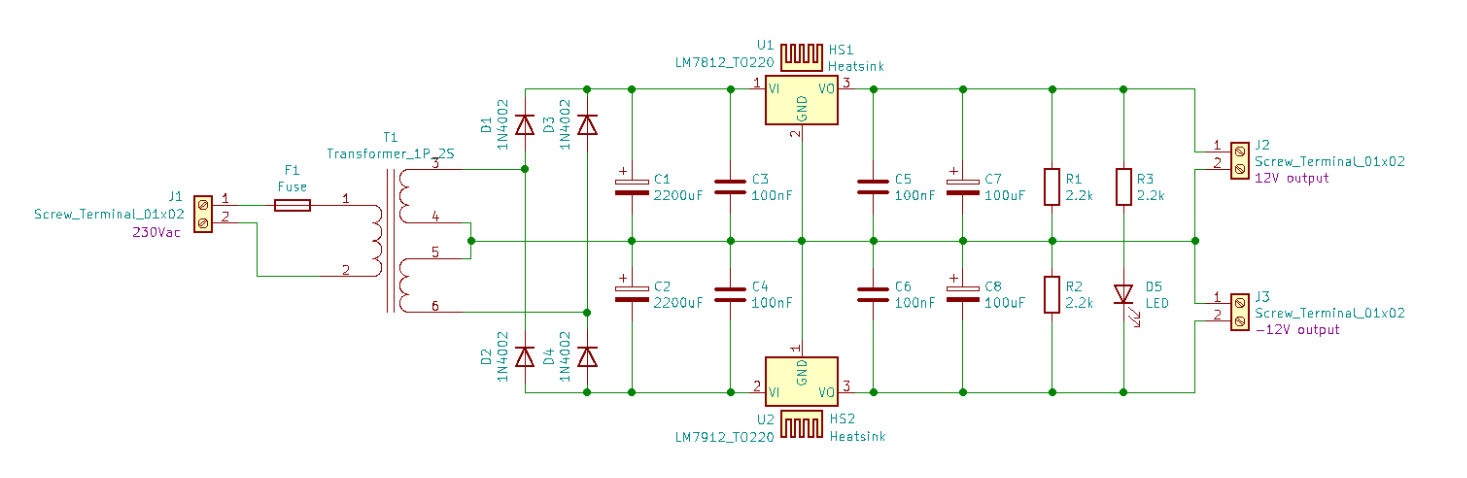 U1
LM7812_TO220
HS1
Heatsink
1
VI
VO
3
GND
2
D1
1N4002
D3
1N4002
T1
Transformer_1P_2S
F1
Fuse
J1
Screw_Terminal_01x02
230Vac
1
2
1
2
3
4
5
6
C1
2200uF
+
C3
100nF
C5
100nF
C7
100uF
+
R1
2.2k
R3
2.2k
1
2
J2
Screw_Terminal_01x02
12V output
C2
2200uF
+
C4
100nF
C6
100nF
C8
100uF
+
R2
2.2k
D5
LED
1
2
J3
Screw_Terminal_01x02
-12V output
D2
1N4002
D4
1N4002
1
GND
2
VI
VO
3
U2
LM7912_TO220
HS2
Heatsink